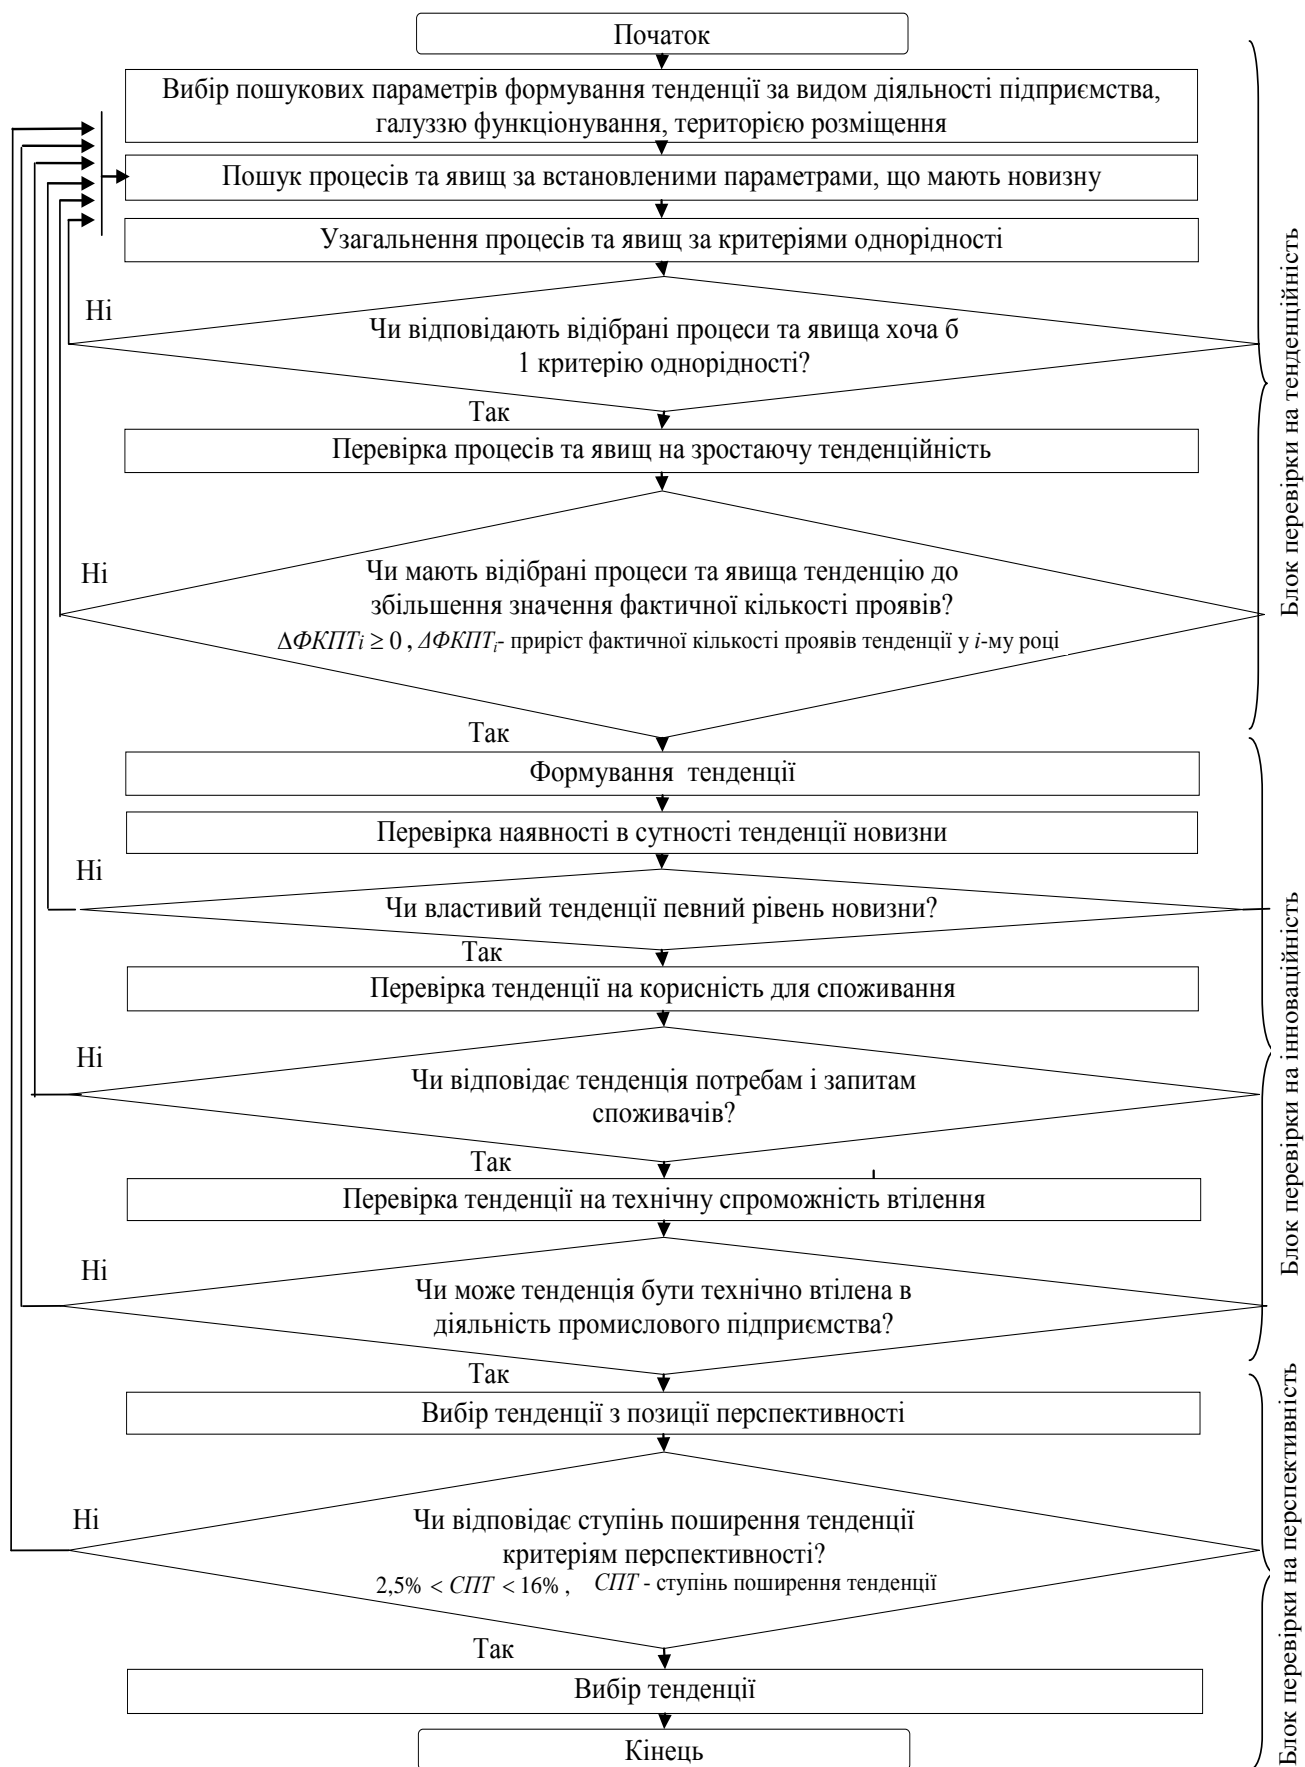 Початок
Вибір пошукових параметрів формування тенденції за видом діяльності підприємства,
галуззю функціонування, територією розміщення
Пошук процесів та явищ за встановленими параметрами, що мають новизну
Узагальнення процесів та явищ за критеріями однорідності
Ні
Чи відповідають відібрані процеси та явища хоча б
1 критерію однорідності?
Так
Перевірка процесів та явищ на зростаючу тенденційність
Блок перевірки на тенденційність
Ні
Чи мають відібрані процеси та явища тенденцію до
збільшення значення фактичної кількості проявів?
ΔФКПТi ≥ 0 , ΔФКПТi- приріст фактичної кількості проявів тенденції у i-му році
Так
Формування тенденції
Перевірка наявності в сутності тенденції новизни
Ні
Чи властивий тенденції певний рівень новизни?
Так
Перевірка тенденції на корисність для споживання
Ні
Чи відповідає тенденція потребам і запитам
споживачів?
Блок перевірки на інноваційність
Так
Перевірка тенденції на технічну спроможність втілення
Ні
Чи може тенденція бути технічно втілена в
діяльність промислового підприємства?
Так
Вибір тенденції з позиції перспективності
Ні
Чи відповідає ступінь поширення тенденції
критеріям перспективності?
2,5% < СПТ < 16% , СПТ - ступінь поширення тенденції
Блок перевірки на перспективність
Так
Вибір тенденції
Кінець